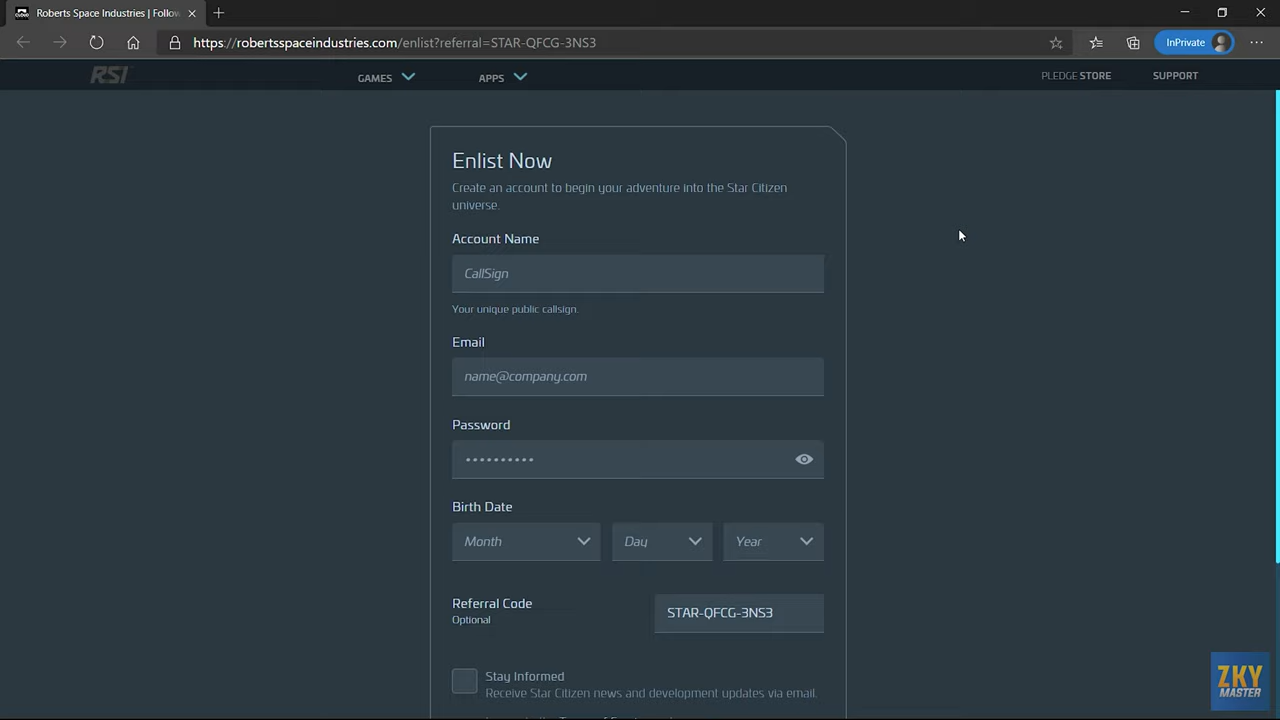 Roberts Space Industries | Follow
https://robertsspaceindustries.com/enlist?referral=STAR-QFCG-3NS3
InPrivate
RSI
GAMES
APPS
PLEDGE STORE
SUPPORT
Enlist Now
Create an account to begin your adventure into the Star Citizen
universe.
Account Name
CallSign
Your unique public callsign.
Email
name@company.com
Password
Birth Date
Month
Day
Year
Referral Code
Optional
STAR-QFCG-3NS3
Stay Informed
Receive Star Citizen news and development updates via email.
ZKY
MASTER